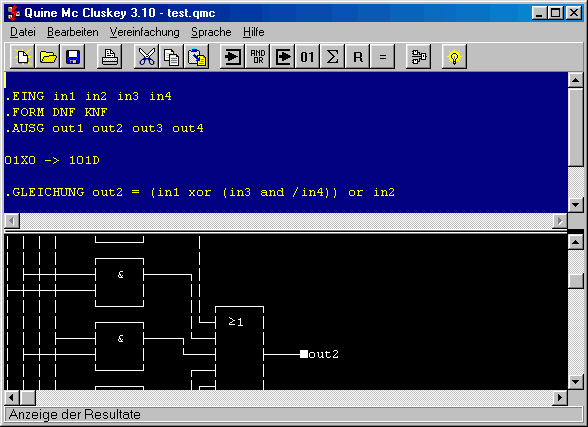 Quine Mc Cluskey 3.10 - test.qmc
Datei Bearbeiten Vereinfachung Sprache Hilfe
AND OR 01 Σ R =
.EING in1 in2 in3 in4
.FORM DNF KNF
.AUSG out1 out2 out3 out4
01X0 -> 101D
.GLEICHUNG out2 = (in1 xor (in3 and /in4)) or in2
&
≥1
&
out2
Anzeige der Resultate